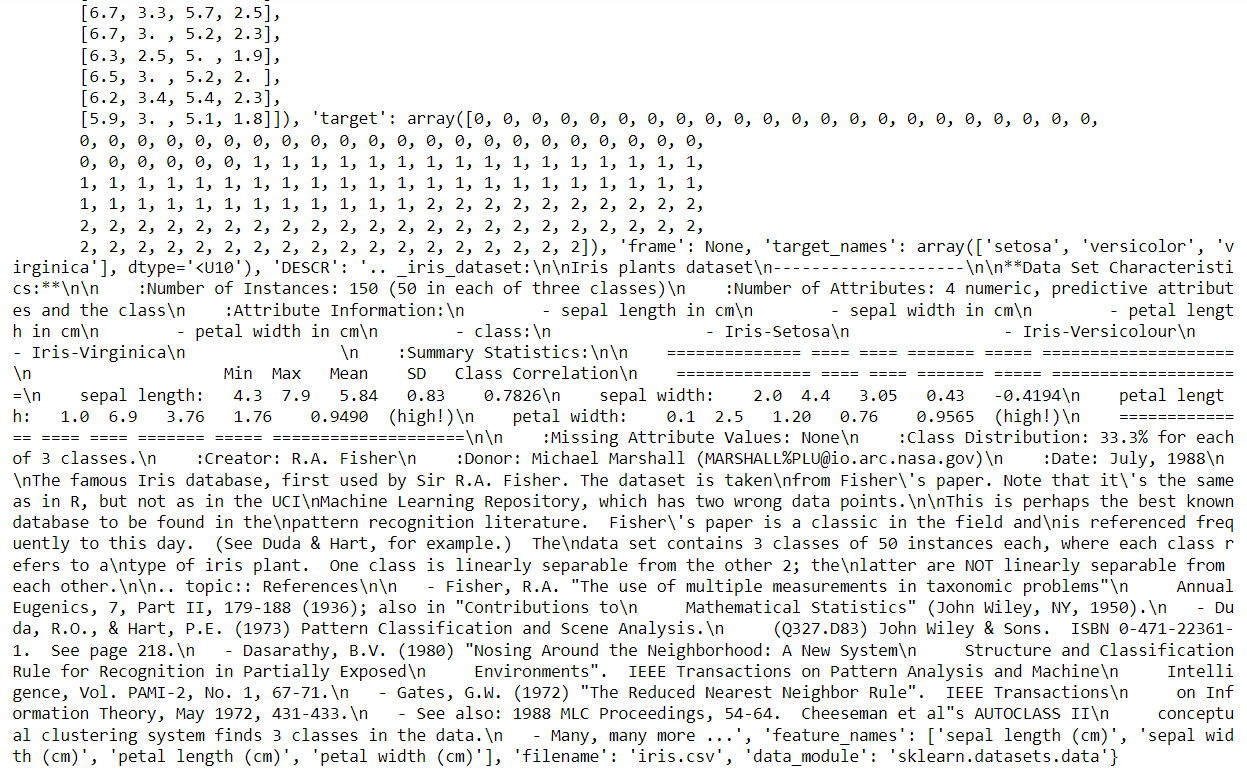 [6.7, 3.3, 5.7, 2.5],
[6.7, 3. , 5.2, 2.3],
[6.3, 2.5, 5. , 1.9],
[6.5, 3. , 5.2, 2. ],
[6.2, 3.4, 5.4, 2.3],
[5.9, 3. , 5.1, 1.8]]), 'target': array([0, 0, 0, 0, 0, 0, 0, 0, 0, 0, 0, 0, 0, 0, 0, 0, 0, 0, 0, 0, 0, 0,
0, 0, 0, 0, 0, 0, 0, 0, 0, 0, 0, 0, 0, 0, 0, 0, 0, 0, 0, 0, 0, 0,
0, 0, 0, 0, 0, 0, 1, 1, 1, 1, 1, 1, 1, 1, 1, 1, 1, 1, 1, 1, 1, 1,
1, 1, 1, 1, 1, 1, 1, 1, 1, 1, 1, 1, 1, 1, 1, 1, 1, 1, 1, 1, 1, 1,
1, 1, 1, 1, 1, 1, 1, 1, 1, 1, 1, 1, 2, 2, 2, 2, 2, 2, 2, 2, 2, 2,
2, 2, 2, 2, 2, 2, 2, 2, 2, 2, 2, 2, 2, 2, 2, 2, 2, 2, 2, 2, 2, 2,
2, 2, 2, 2, 2, 2, 2, 2, 2, 2, 2, 2, 2, 2, 2, 2, 2, 2]), 'frame': None, 'target_names': array(['setosa', 'versicolor', 'v
irginica'], dtype='<U10'), 'DESCR': '.. _iris_dataset:\n\nIris plants dataset\n--------------------\n\n**Data Set Characteristi
cs:**\n\n    :Number of Instances: 150 (50 in each of three classes)\n    :Number of Attributes: 4 numeric, predictive attribut
es and the class\n    :Attribute Information:\n        - sepal length in cm\n        - sepal width in cm\n        - petal lengt
h in cm\n        - petal width in cm\n        - class:\n                - Iris-Setosa\n                - Iris-Versicolour\n
- Iris-Virginica\n                \n    :Summary Statistics:\n\n    ============== ==== ==== ======= ===== ====================
\n                    Min  Max   Mean    SD   Class Correlation\n    ============== ==== ==== ======= ===== ===================
=\n    sepal length:   4.3  7.9   5.84   0.83    0.7826\n    sepal width:    2.0  4.4   3.05   0.43   -0.4194\n    petal lengt
h:   1.0  6.9   3.76   1.76    0.9490  (high!)\n    petal width:    0.1  2.5   1.20   0.76    0.9565  (high!)\n    ============
== ==== ==== ======= ===== ====================\n\n    :Missing Attribute Values: None\n    :Class Distribution: 33.3% for each
of 3 classes.\n    :Creator: R.A. Fisher\n    :Donor: Michael Marshall (MARSHALL%PLU@io.arc.nasa.gov)\n    :Date: July, 1988\n
\nThe famous Iris database, first used by Sir R.A. Fisher. The dataset is taken\nfrom Fisher\'s paper. Note that it\'s the same
as in R, but not as in the UCI\nMachine Learning Repository, which has two wrong data points.\n\nThis is perhaps the best known
database to be found in the\npattern recognition literature.  Fisher\'s paper is a classic in the field and\nis referenced freq
uently to this day.  (See Duda & Hart, for example.)  The\ndata set contains 3 classes of 50 instances each, where each class r
efers to a\ntype of iris plant.  One class is linearly separable from the other 2; the\nlatter are NOT linearly separable from
each other.\n\n.. topic:: References\n\n   - Fisher, R.A. "The use of multiple measurements in taxonomic problems"\n     Annual
Eugenics, 7, Part II, 179-188 (1936); also in "Contributions to\n     Mathematical Statistics" (John Wiley, NY, 1950).\n   - Du
da, R.O., & Hart, P.E. (1973) Pattern Classification and Scene Analysis.\n     (Q327.D83) John Wiley & Sons.  ISBN 0-471-22361-
1.  See page 218.\n   - Dasarathy, B.V. (1980) "Nosing Around the Neighborhood: A New System\n     Structure and Classification
Rule for Recognition in Partially Exposed\n     Environments".  IEEE Transactions on Pattern Analysis and Machine\n     Intelli
gence, Vol. PAMI-2, No. 1, 67-71.\n   - Gates, G.W. (1972) "The Reduced Nearest Neighbor Rule".  IEEE Transactions\n     on Inf
ormation Theory, May 1972, 431-433.\n   - See also: 1988 MLC Proceedings, 54-64.  Cheeseman et al"s AUTOCLASS II\n     conceptu
al clustering system finds 3 classes in the data.\n   - Many, many more ...', 'feature_names': ['sepal length (cm)', 'sepal wid
th (cm)', 'petal length (cm)', 'petal width (cm)'], 'filename': 'iris.csv', 'data_module': 'sklearn.datasets.data'}